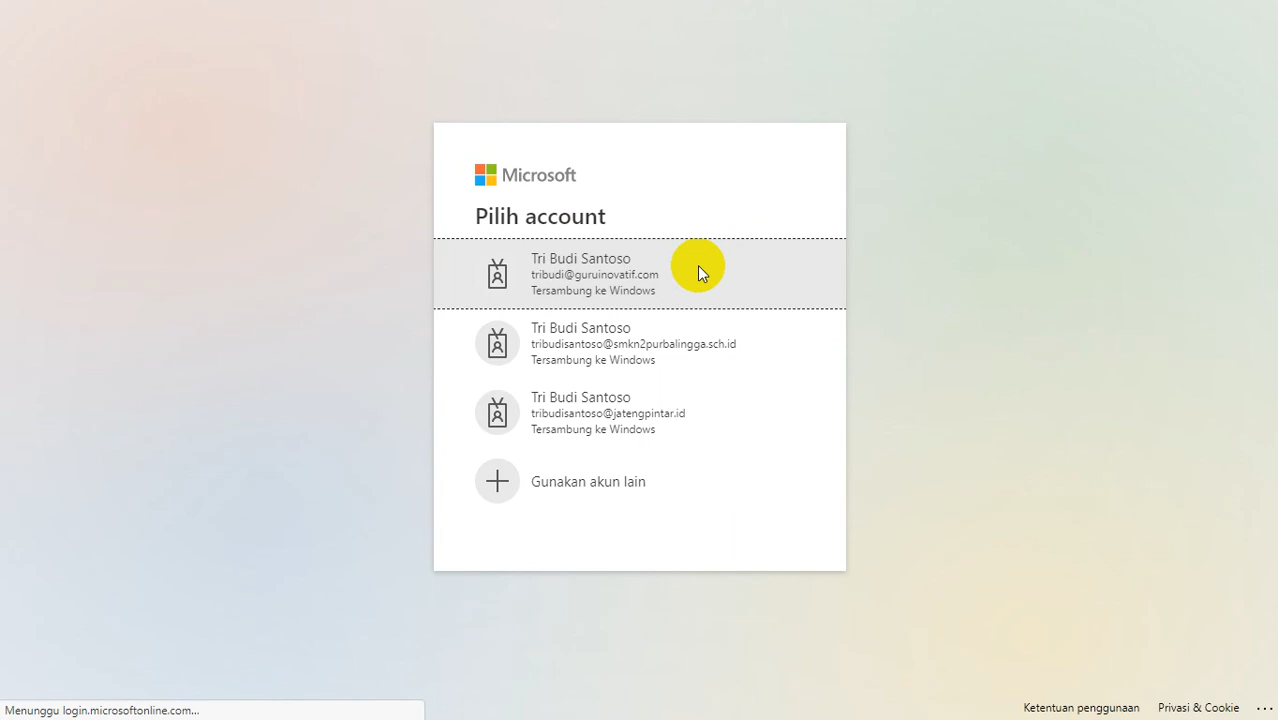 Microsoft
Pilih account
Tri Budi Santoso
tribudi@guruinovatif.com
Tersambung ke Windows
Tri Budi Santoso
tribudisantoso@smkn2purbalingga.sch.id
Tersambung ke Windows
Tri Budi Santoso
tribudisantoso@jatengpintar.id
Tersambung ke Windows
Gunakan akun lain
Menunggu login.microsoftonline.com...
Ketentuan penggunaan Privasi & Cookie ...